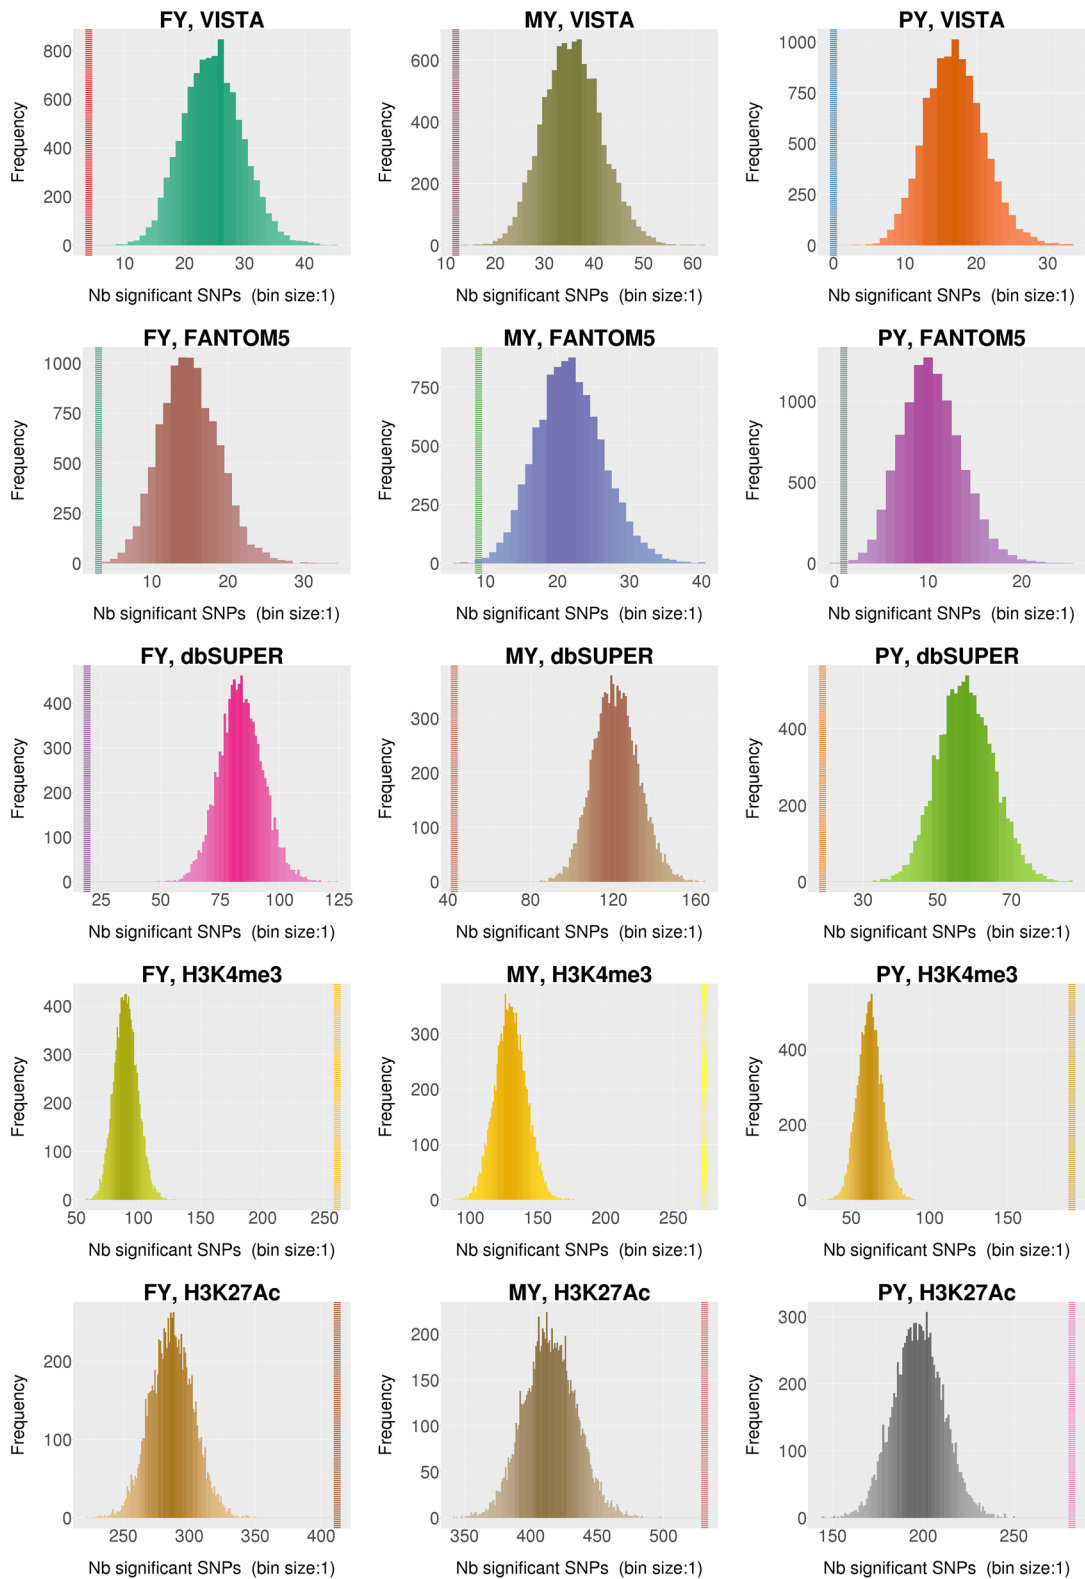 FY, VISTA
MY, VISTA
PY, VISTA
Frequency
800
600
400
200
0
Frequency
600
400
200
0
Frequency
1000
750
500
250
0
10 20 30 40
10 20 30 40 50 60
0 10 20 30
Nb significant SNPs (bin size:1)
Nb significant SNPs (bin size:1)
Nb significant SNPs (bin size:1)
FY, FANTOM5
MY, FANTOM5
PY, FANTOM5
Frequency
1000
750
500
250
0
Frequency
750
500
250
0
Frequency
1000
500
0
10 20 30
10 20 30 40
0 10 20
Nb significant SNPs (bin size:1)
Nb significant SNPs (bin size:1)
Nb significant SNPs (bin size:1)
FY, dbSUPER
MY, dbSUPER
PY, dbSUPER
Frequency
400
300
200
100
0
Frequency
300
200
100
0
Frequency
400
200
0
25 50 75 100 125
40 80 120 160
30 50 70
Nb significant SNPs (bin size:1)
Nb significant SNPs (bin size:1)
Nb significant SNPs (bin size:1)
FY, H3K4me3
MY, H3K4me3
PY, H3K4me3
Frequency
400
300
200
100
0
Frequency
300
200
100
0
Frequency
400
200
0
50 100 150 200 250
100 150 200 250
50 100 150
Nb significant SNPs (bin size:1)
Nb significant SNPs (bin size:1)
Nb significant SNPs (bin size:1)
FY, H3K27Ac
MY, H3K27Ac
PY, H3K27Ac
Frequency
200
100
0
Frequency
200
150
100
50
0
Frequency
300
200
100
0
250 300 350 400
350 400 450 500
150 200 250
Nb significant SNPs (bin size:1)
Nb significant SNPs (bin size:1)
Nb significant SNPs (bin size:1)